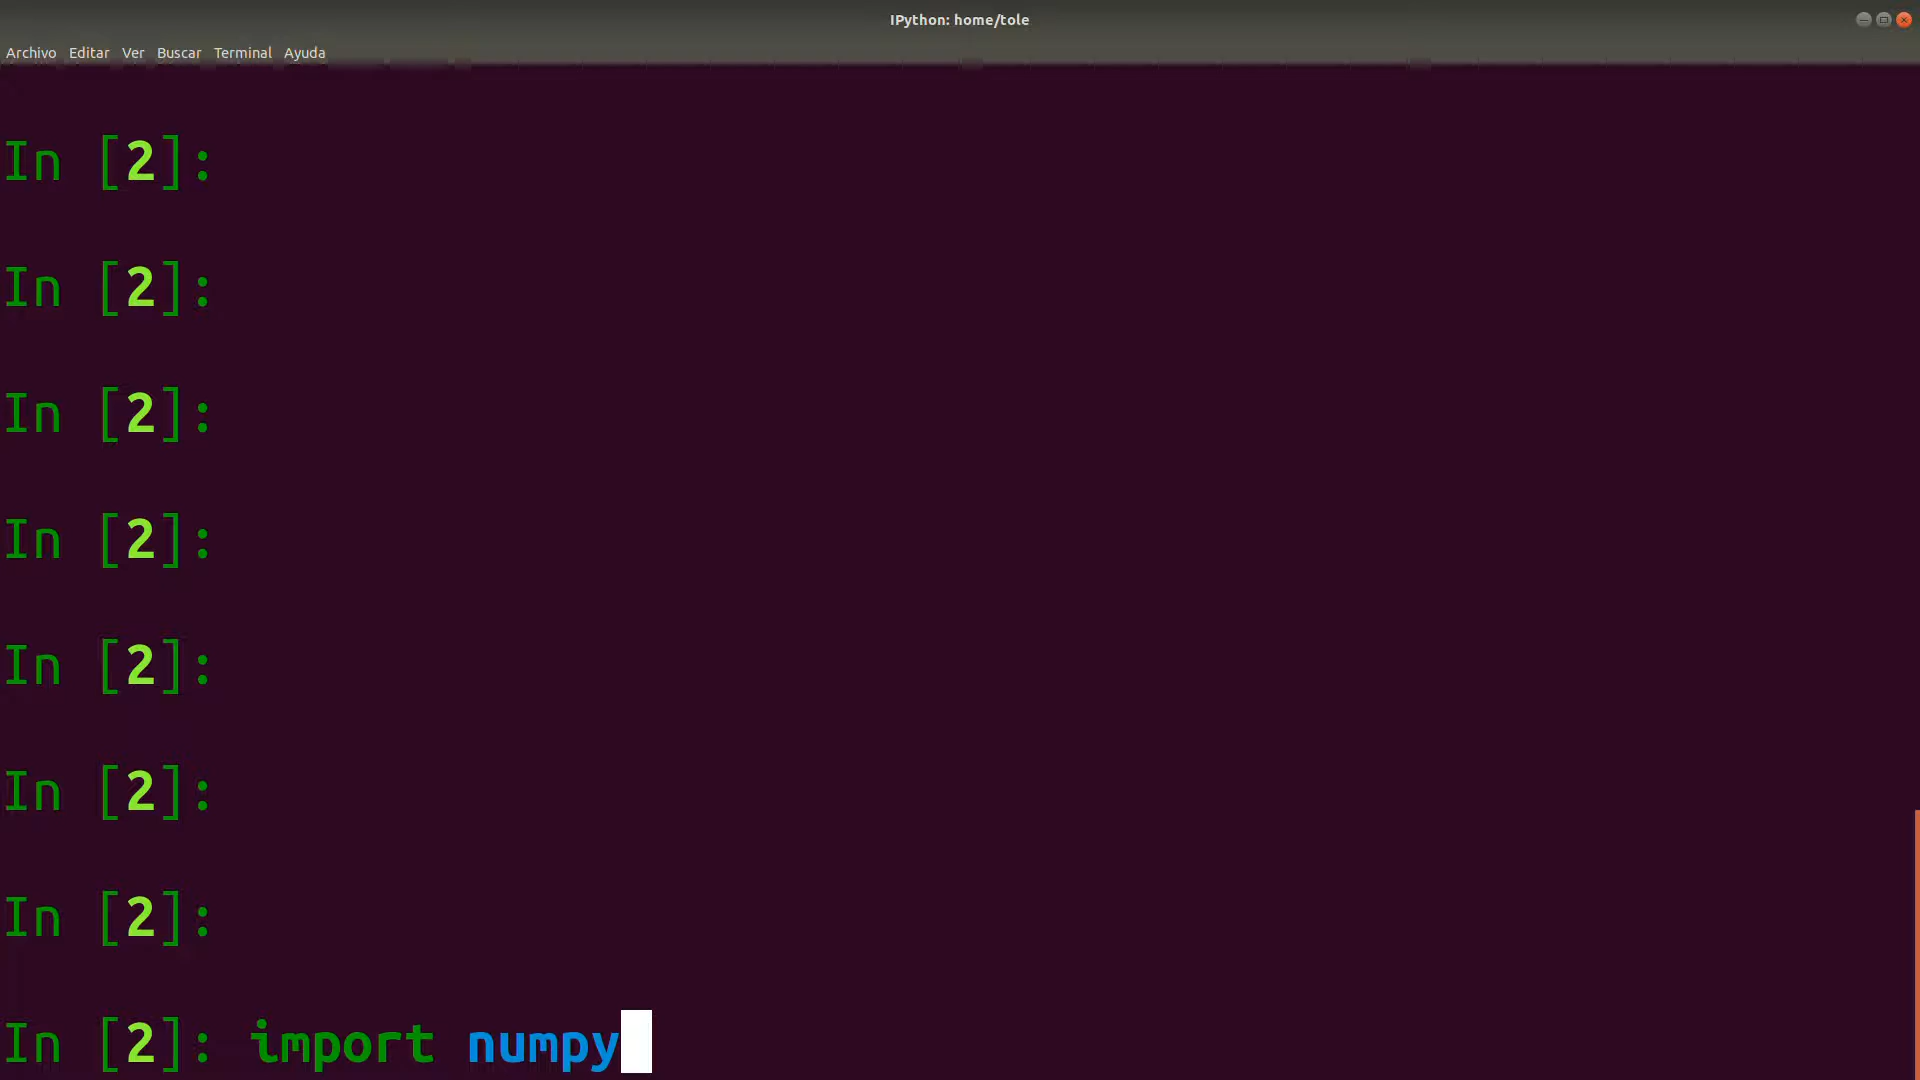 IPython: home/tole
Archivo Editar Ver Buscar Terminal Ayuda
In [2]:
In [2]:
In [2]:
In [2]:
In [2]:
In [2]:
In [2]:
In [2]: import numpy